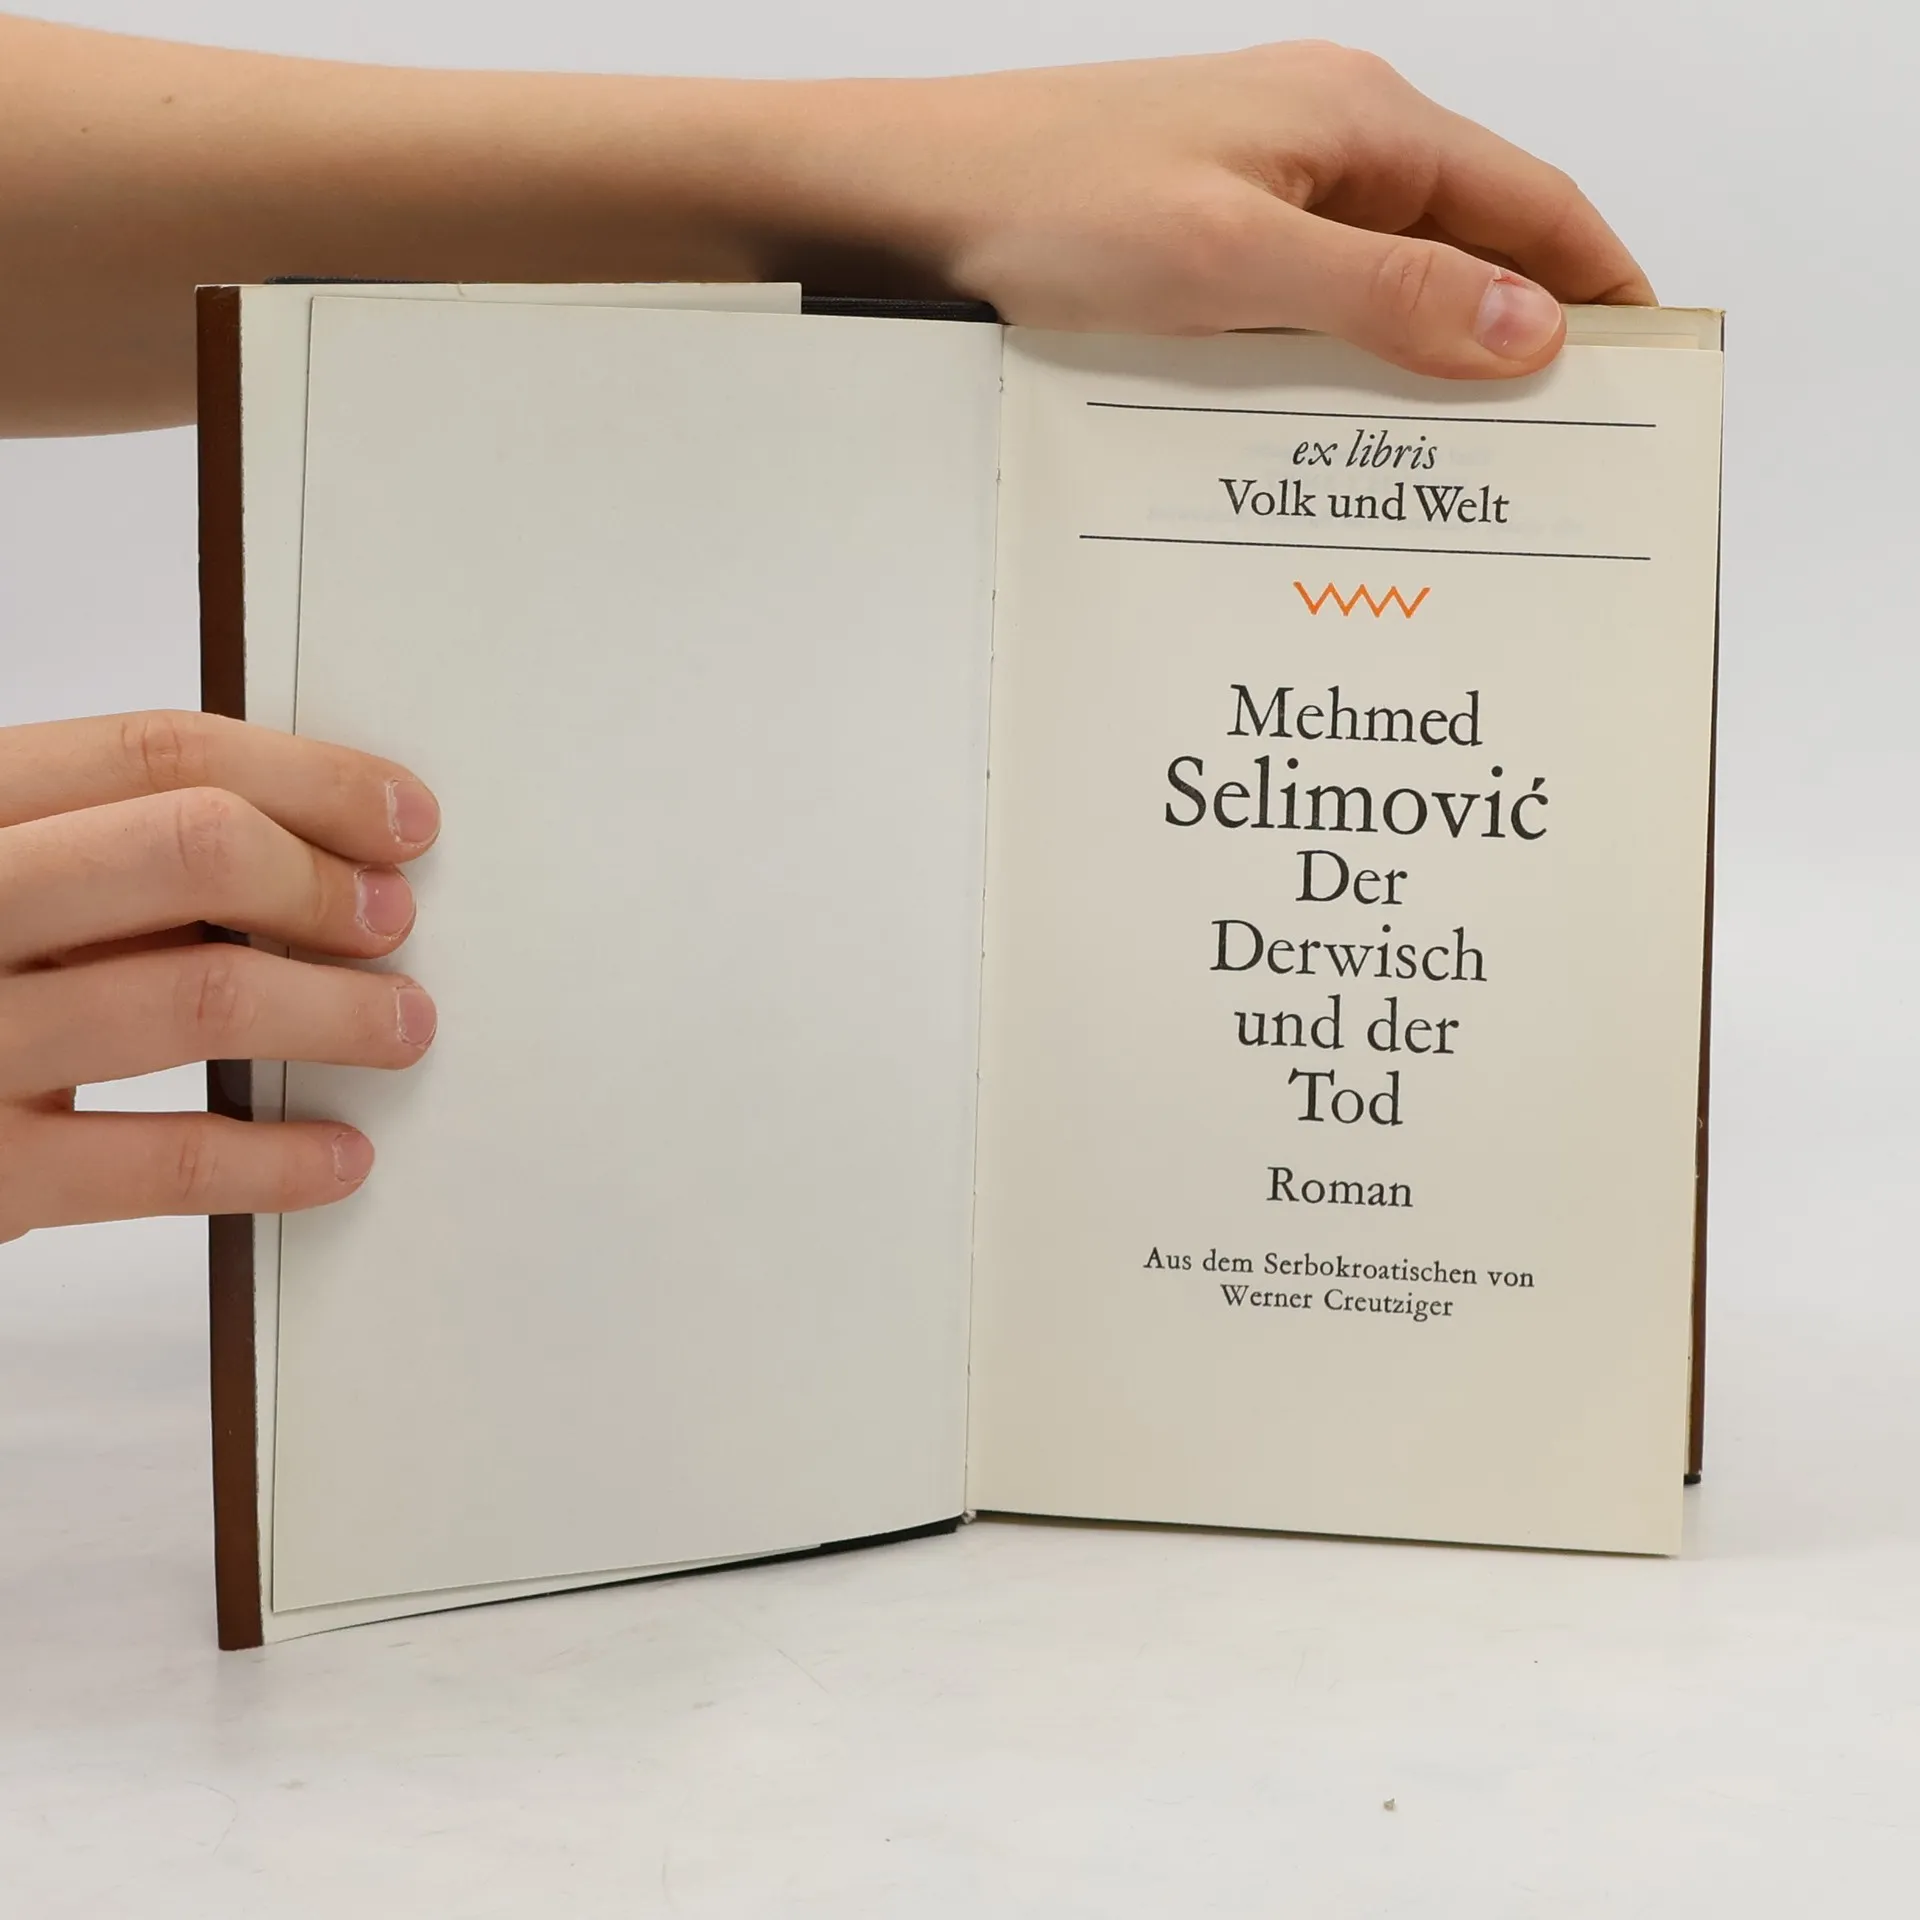 ex libris
Volk und Welt
Mehmed
Selimović
Der
Derwisch
und der
Tod
Roman
Aus dem Serbokroatischen von
Werner Creutziger